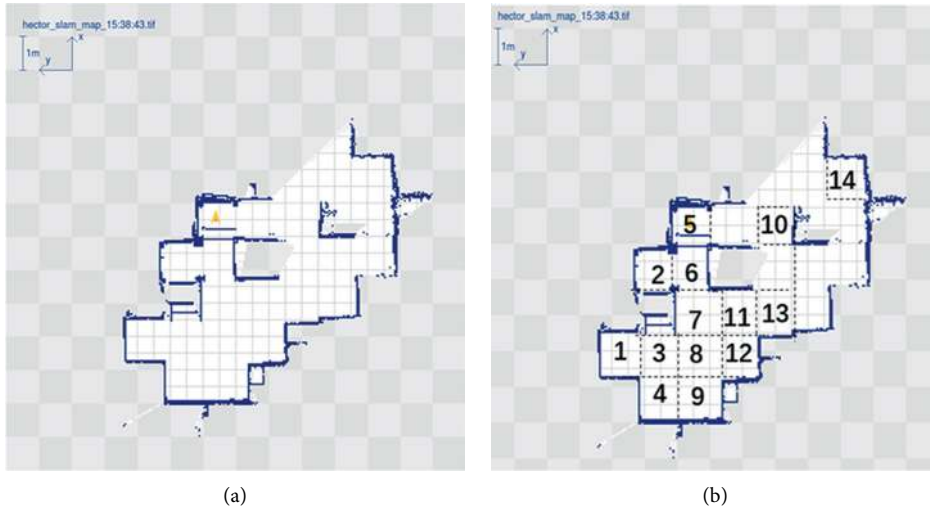 hector_slam_map_15:38:43.tif
x
1m
y
(a)
hector_slam_map_15:38:43.tif
x
1m
y
14
5
10
2
6
7
11
13
1
3
8
12
4
9
(b)